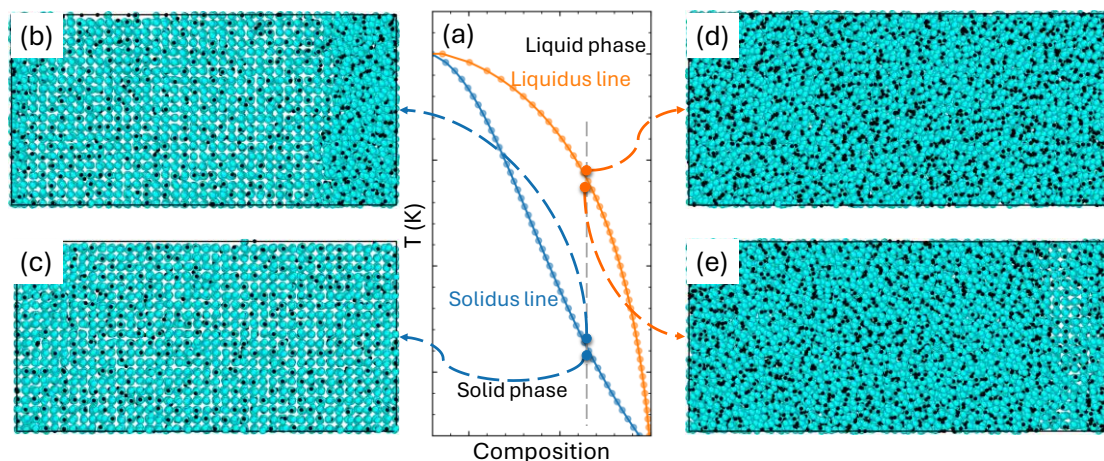 (b)
(a)
(d)
Liquid phase
Liquidus line
T (K)
(c)
(e)
Solidus line
Solid phase
Composition